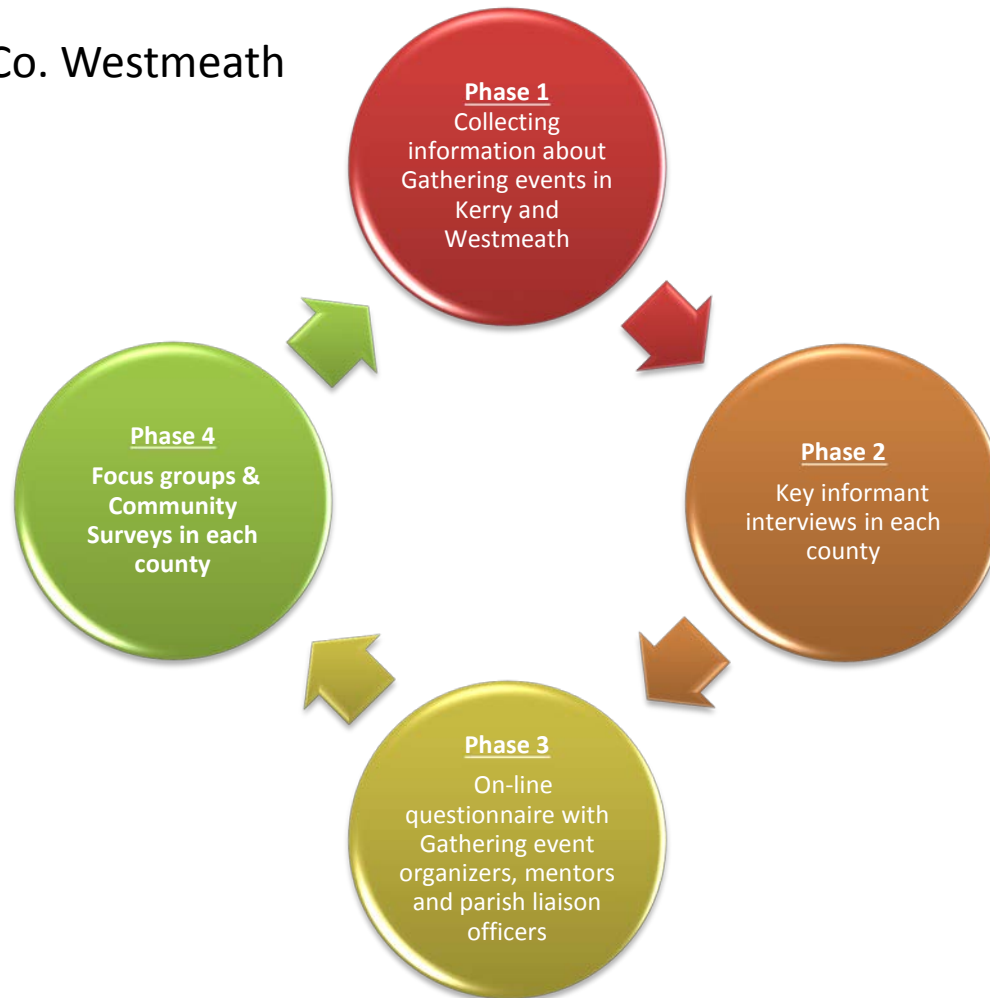 Co. Westmeath
Phase 1
Collecting
information about
Gathering events in
Kerry and
Westmeath
Phase 2
Key informant
interviews in each
county
Phase 3
On-line
questionnaire with
Gathering event
organizers, mentors
and parish liaison
officers
Phase 4
Focus groups &
Community
Surveys in each
county